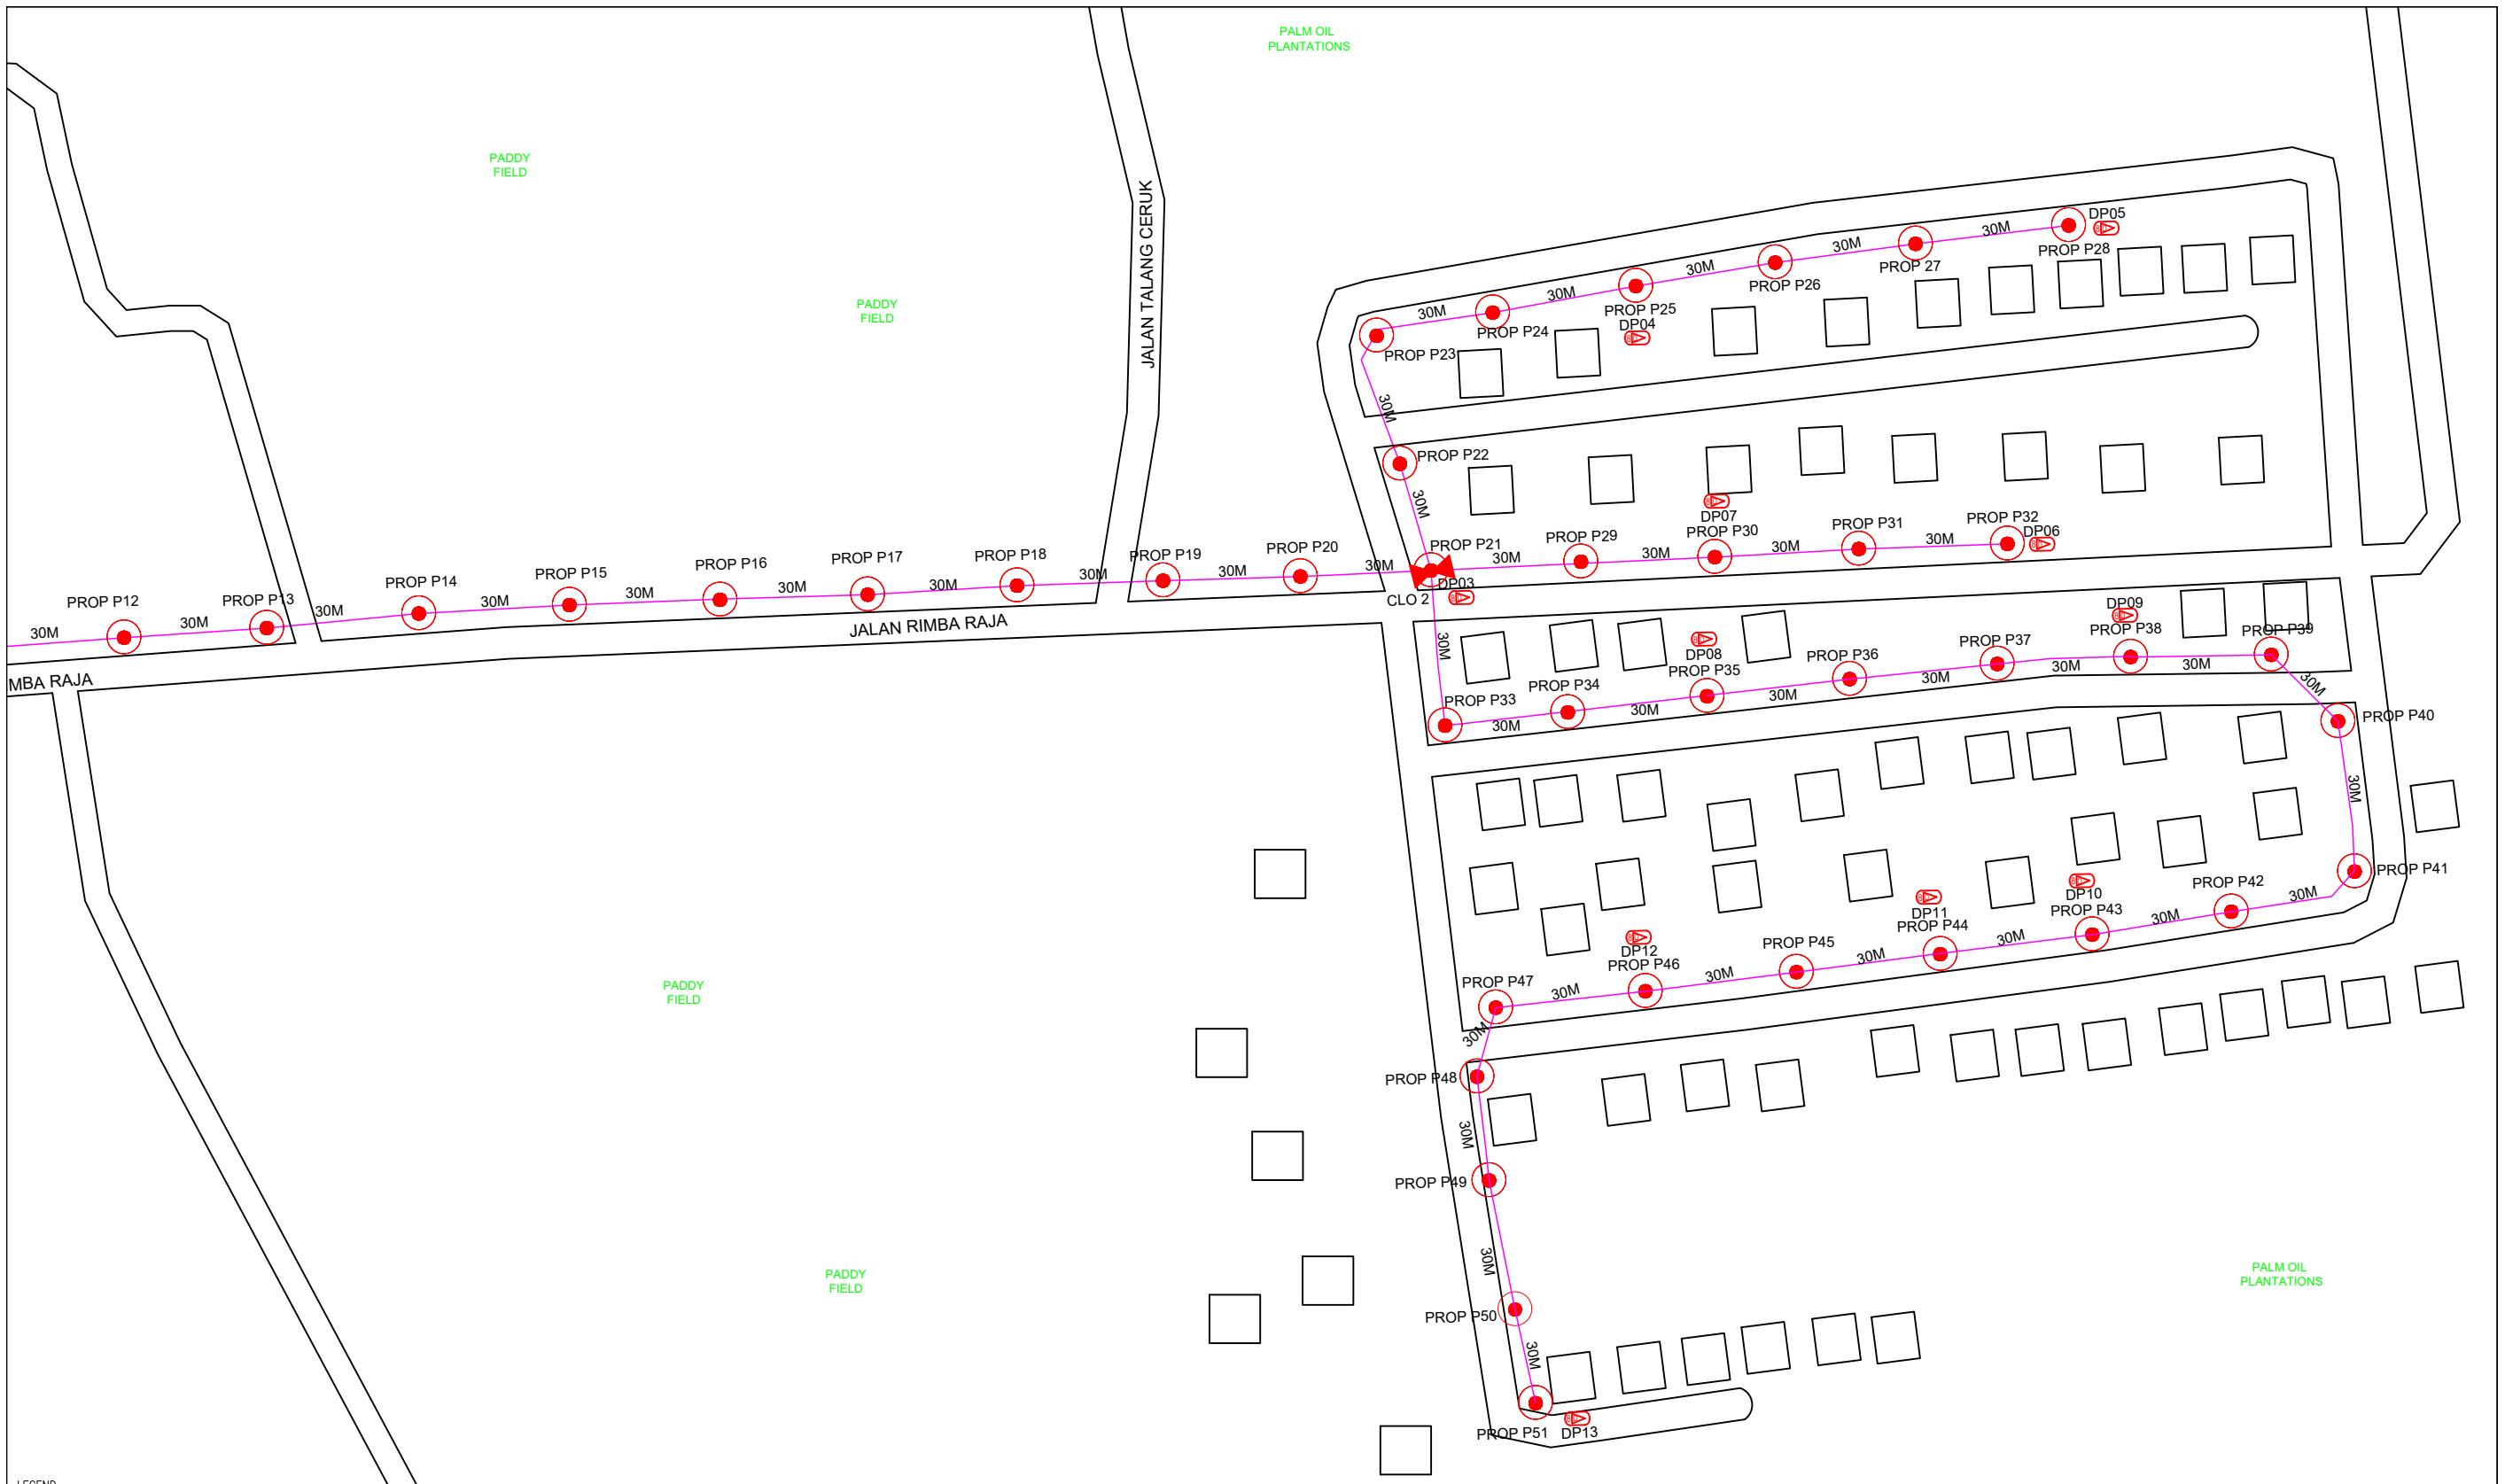 PALM OIL
PLANTATIONS
PADDY
FIELD
JALAN TALANG CERUK
PADDY
FIELD
DP05
PROP P28
30M
30M
PROP 27
30M
PROP P26
30M
PROP P25
DP04
30M
PROP P24
PROP P23
30M
PROP P22
30M
DP07
PROP P30
PROP P31
PROP P32
DP06
PROP P29
PROP P21
30M
30M
30M
30M
DP03
CLO 2
PROP P12
PROP P13
PROP P14
PROP P15
PROP P16
PROP P17
PROP P18
PROP P19
PROP P20
30M
30M
30M
30M
30M
30M
30M
30M
30M
30M
JALAN RIMBA RAJA
MBA RAJA
30M
PROP P33
PROP P34
DP08
PROP P35
PROP P36
PROP P37
DP09
PROP P38
PROP P39
30M
30M
30M
30M
30M
30M
30M
PROP P40
30M
PROP P41
30M
PROP P42
30M
DP10
PROP P43
30M
DP11
PROP P44
30M
PROP P45
30M
DP12
PROP P46
30M
PROP P47
30M
PROP P48
30M
PROP P49
30M
PROP P50
30M
PROP P51
DP13
PADDY
FIELD
PADDY
FIELD
PALM OIL
PLANTATIONS